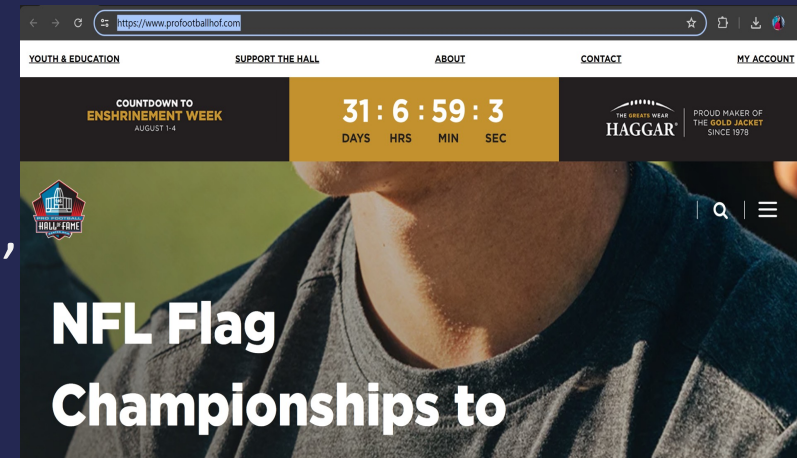 https://www.profootballhof.com
YOUTH & EDUCATION SUPPORT THE HALL ABOUT CONTACT MY ACCOUNT
COUNTDOWN TO
ENSHRINEMENT WEEK
AUGUST 1-4
31 : 6 : 59 : 3
DAYS HRS MIN SEC
THE GREATS WEAR
HAGGAR®
PROUD MAKER OF
THE GOLD JACKET
SINCE 1978
PRO FOOTBALL
HALL OF FAME
,
NFL Flag
Championships to